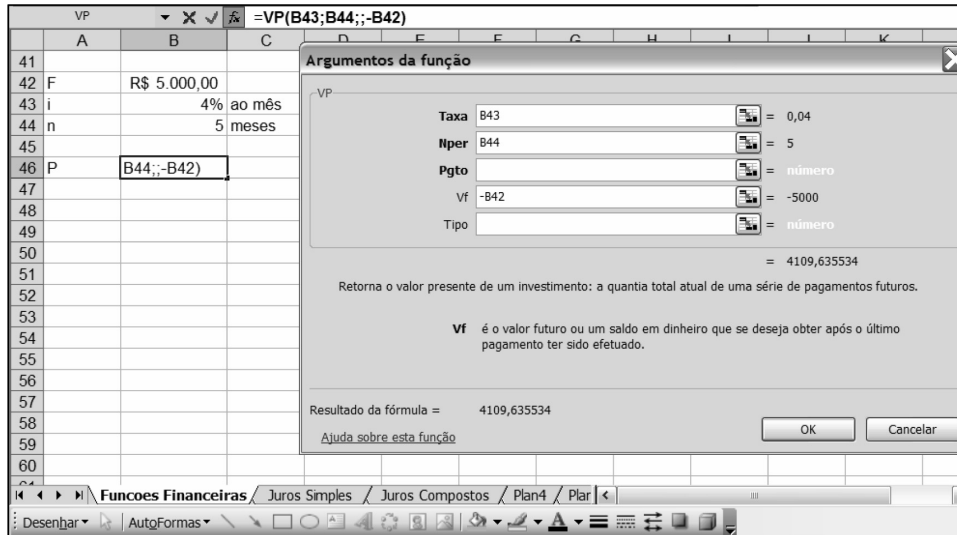 VP =VP(B43;B44;;-B42)
A B C D E F G H I J K
41 Argumentos da função
42 F R$ 5.000,00
VP
43 i 4% ao mês
Taxa B43 = 0,04
44 n 5 meses
Nper B44 = 5
45
Pgto = número
46 P B44;;-B42)
Vf -B42 = -5000
47
48
Tipo = número
49
50
= 4109,635534
51
Retorna o valor presente de um investimento: a quantia total atual de uma série de pagamentos futuros.
52
53
Vf é o valor futuro ou um saldo em dinheiro que se deseja obter após o último
54
pagamento ter sido efetuado.
55
56
57
Resultado da fórmula = 4109,635534
58
OK Cancelar
Ajuda sobre esta função
59
60
Funcoes Financeiras / Juros Simples / Juros Compostos / Plan4 / Plar
Desenhar AutoFormas